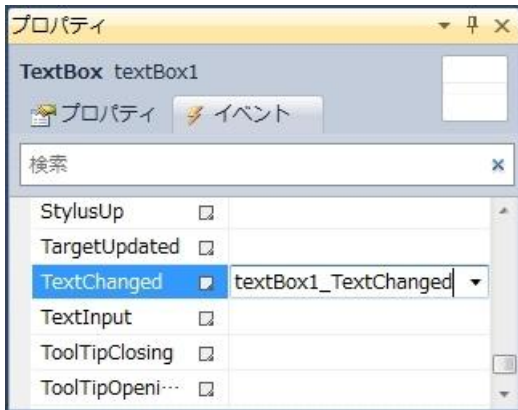 プロパティ
TextBox textBox1
プロパティ イベント
検索
StylusUp
TargetUpdated
TextChanged textBox1_TextChanged
TextInput
ToolTipClosing
ToolTipOpeni…